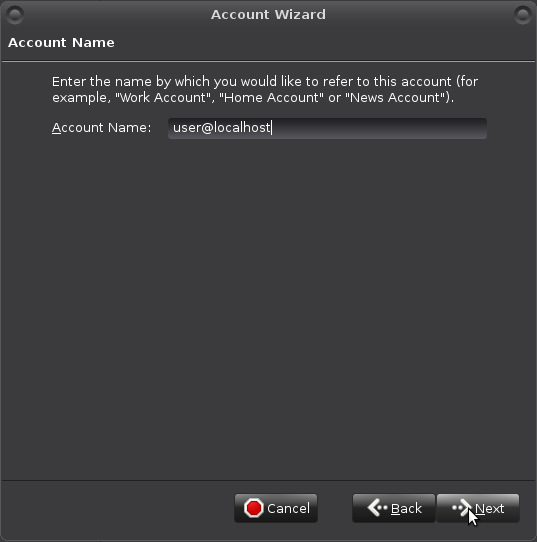 Account Wizard
Account Name
Enter the name by which you would like to refer to this account (for
example, "Work Account", "Home Account" or "News Account").
Account Name: user@localhost
Cancel Back Next